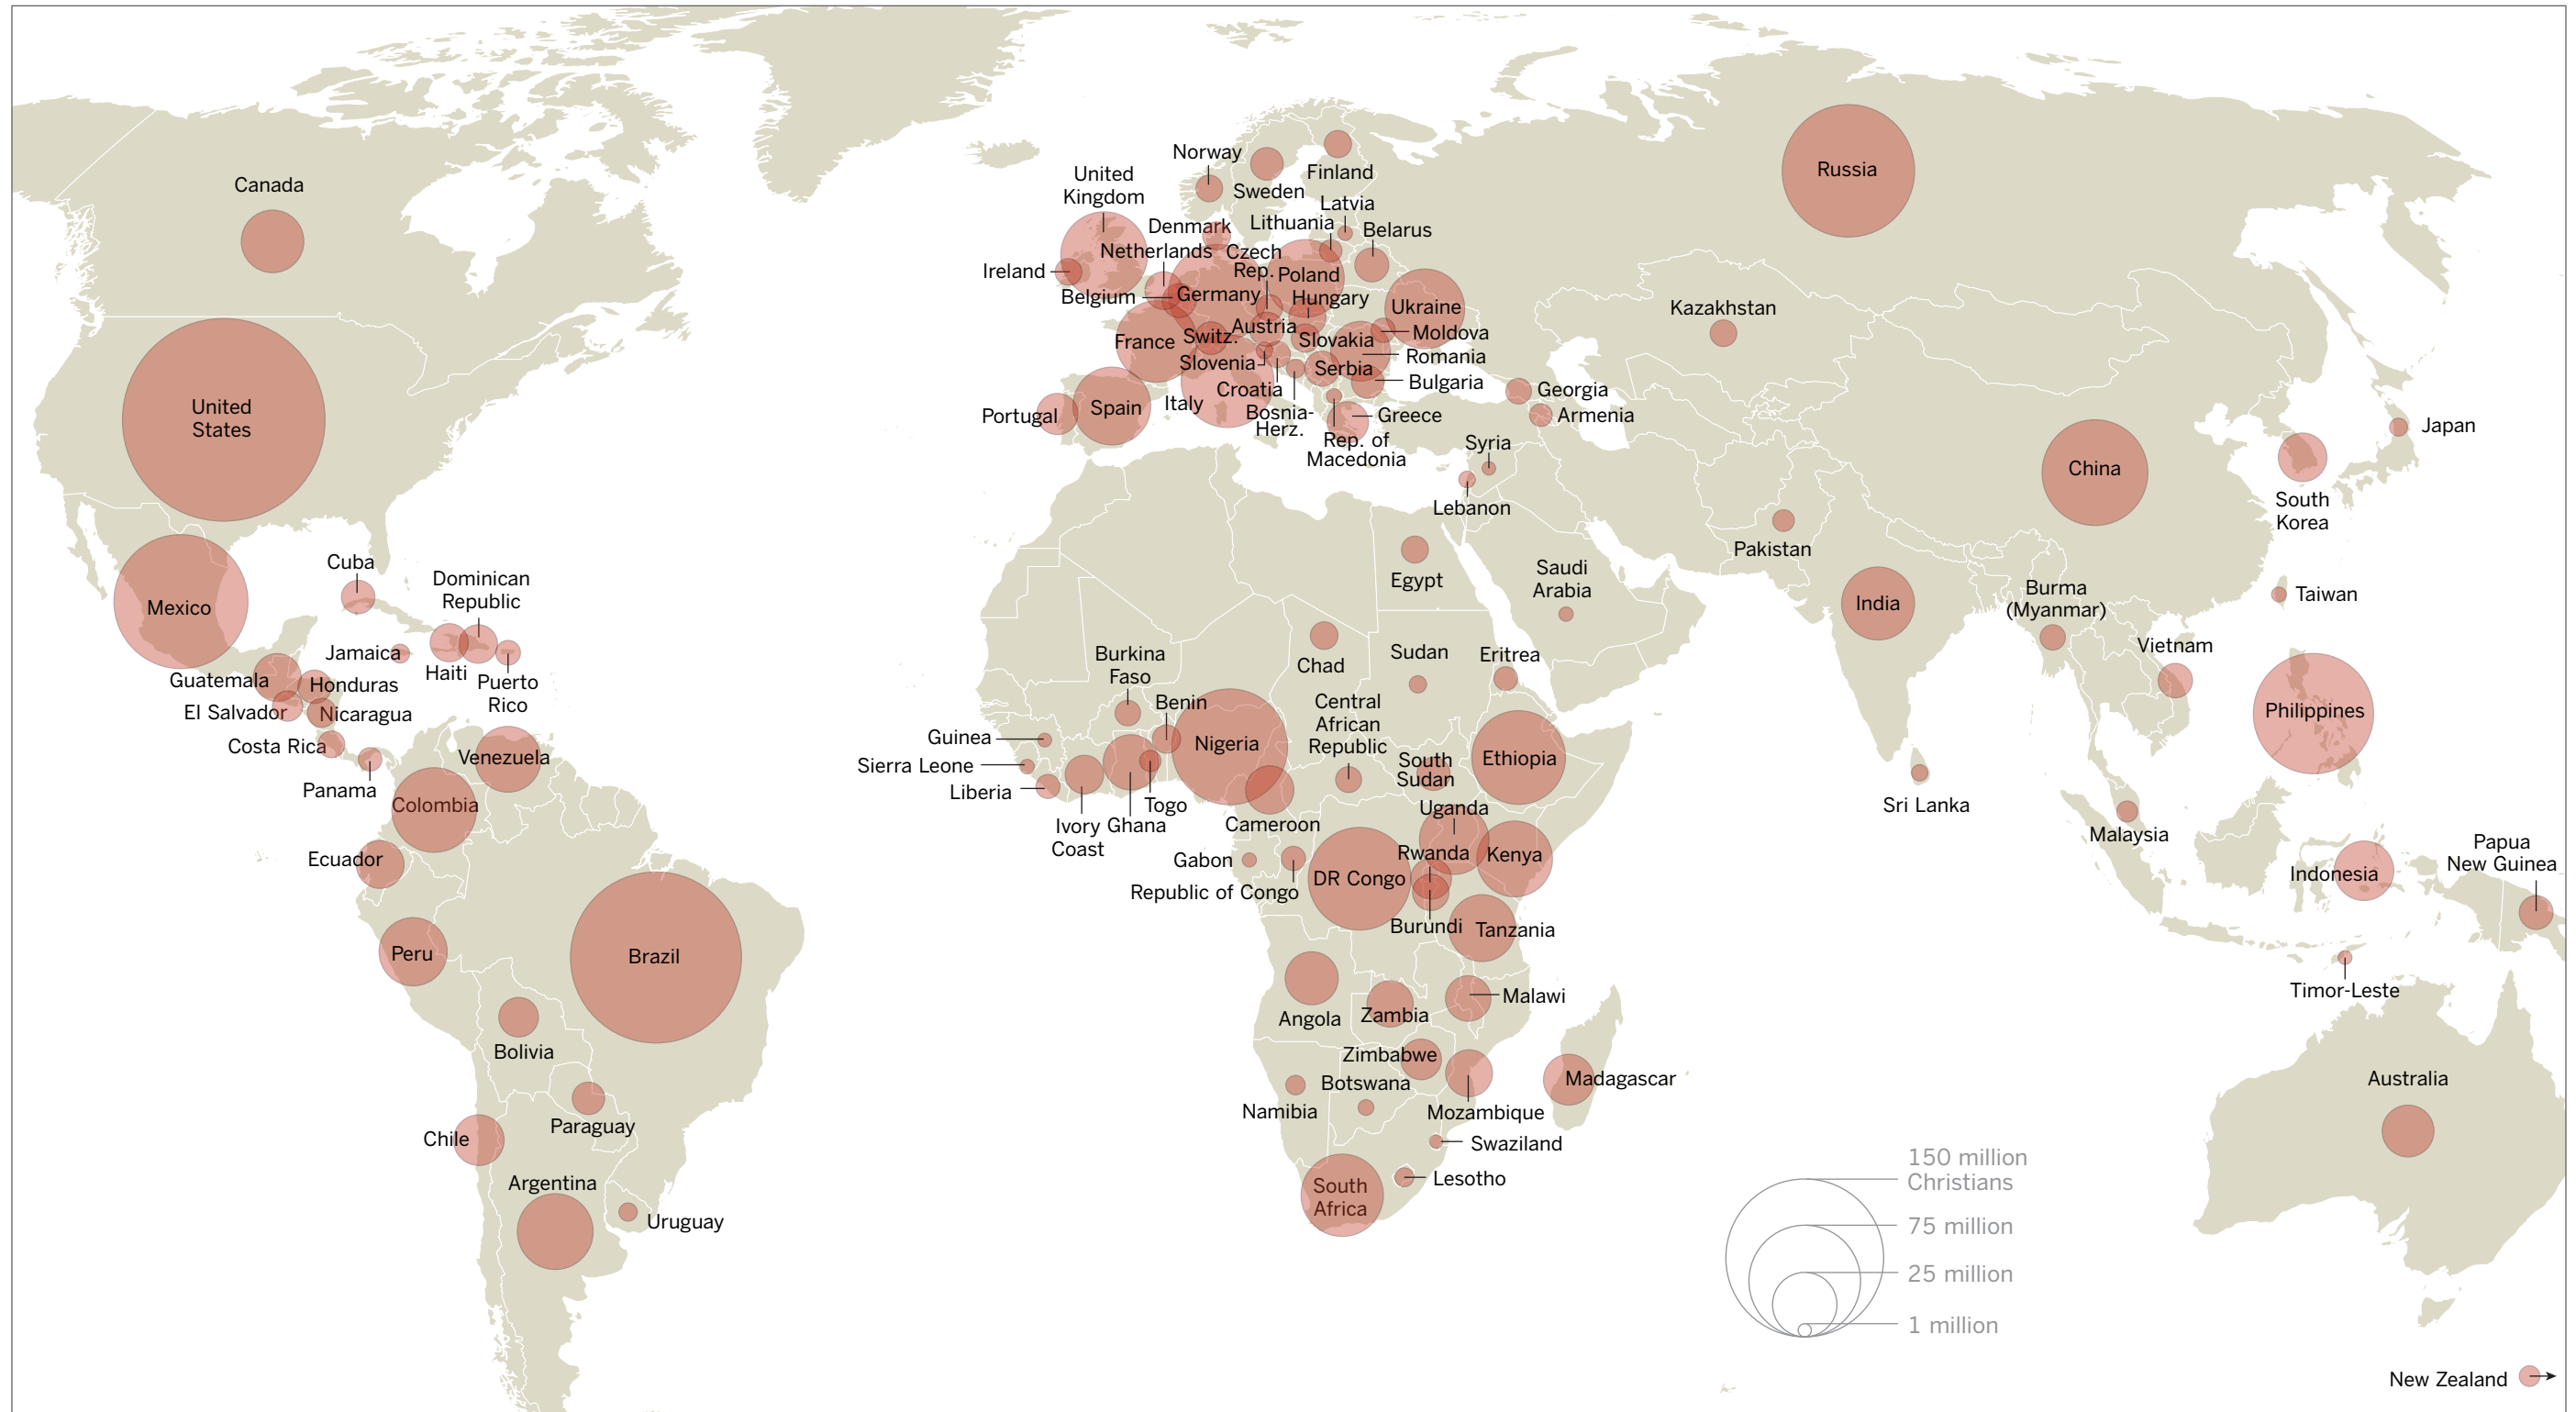 Canada
United
States
Mexico
Cuba
Dominican
Republic
Jamaica
Haiti
Puerto
Rico
Guatemala
Honduras
El Salvador
Nicaragua
Costa Rica
Panama
Venezuela
Colombia
Ecuador
Peru
Brazil
Bolivia
Paraguay
Chile
Argentina
Uruguay
Norway
Sweden
Finland
United
Kingdom
Latvia
Denmark
Lithuania
Belarus
Netherlands
Czech
Rep.
Poland
Ireland
Belgium
Germany
Hungary
Ukraine
France
Switz.
Austria
Slovakia
Moldova
Slovenia
Romania
Serbia
Croatia
Bulgaria
Portugal
Spain
Italy
Bosnia-
Herz.
Greece
Rep. of
Macedonia
Georgia
Armenia
Syria
Lebanon
Russia
Kazakhstan
China
Japan
South
Korea
Pakistan
India
Burma
(Myanmar)
Taiwan
Vietnam
Philippines
Sri Lanka
Malaysia
Indonesia
Papua
New Guinea
Timor-Leste
Australia
Egypt
Saudi
Arabia
Chad
Sudan
Eritrea
Burkina
Faso
Benin
Central
African
Republic
Guinea
Nigeria
Ethiopia
Sierra Leone
South
Sudan
Liberia
Togo
Ivory
Coast
Ghana
Cameroon
Uganda
Gabon
Rwanda
Kenya
Republic of Congo
DR Congo
Burundi
Tanzania
Angola
Zambia
Malawi
Zimbabwe
Botswana
Madagascar
Namibia
Mozambique
Swaziland
Lesotho
South
Africa
150 million
Christians
75 million
25 million
1 million
New Zealand